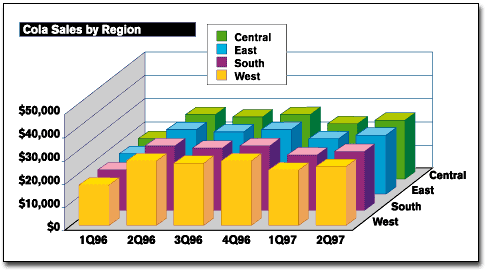 Cola Sales by Region
Central
East
South
West
$50,000
$40,000
$30,000
$20,000
$10,000
$0
Central
East
South
West
1Q96 2Q96 3Q96 4Q96 1Q97 2Q97